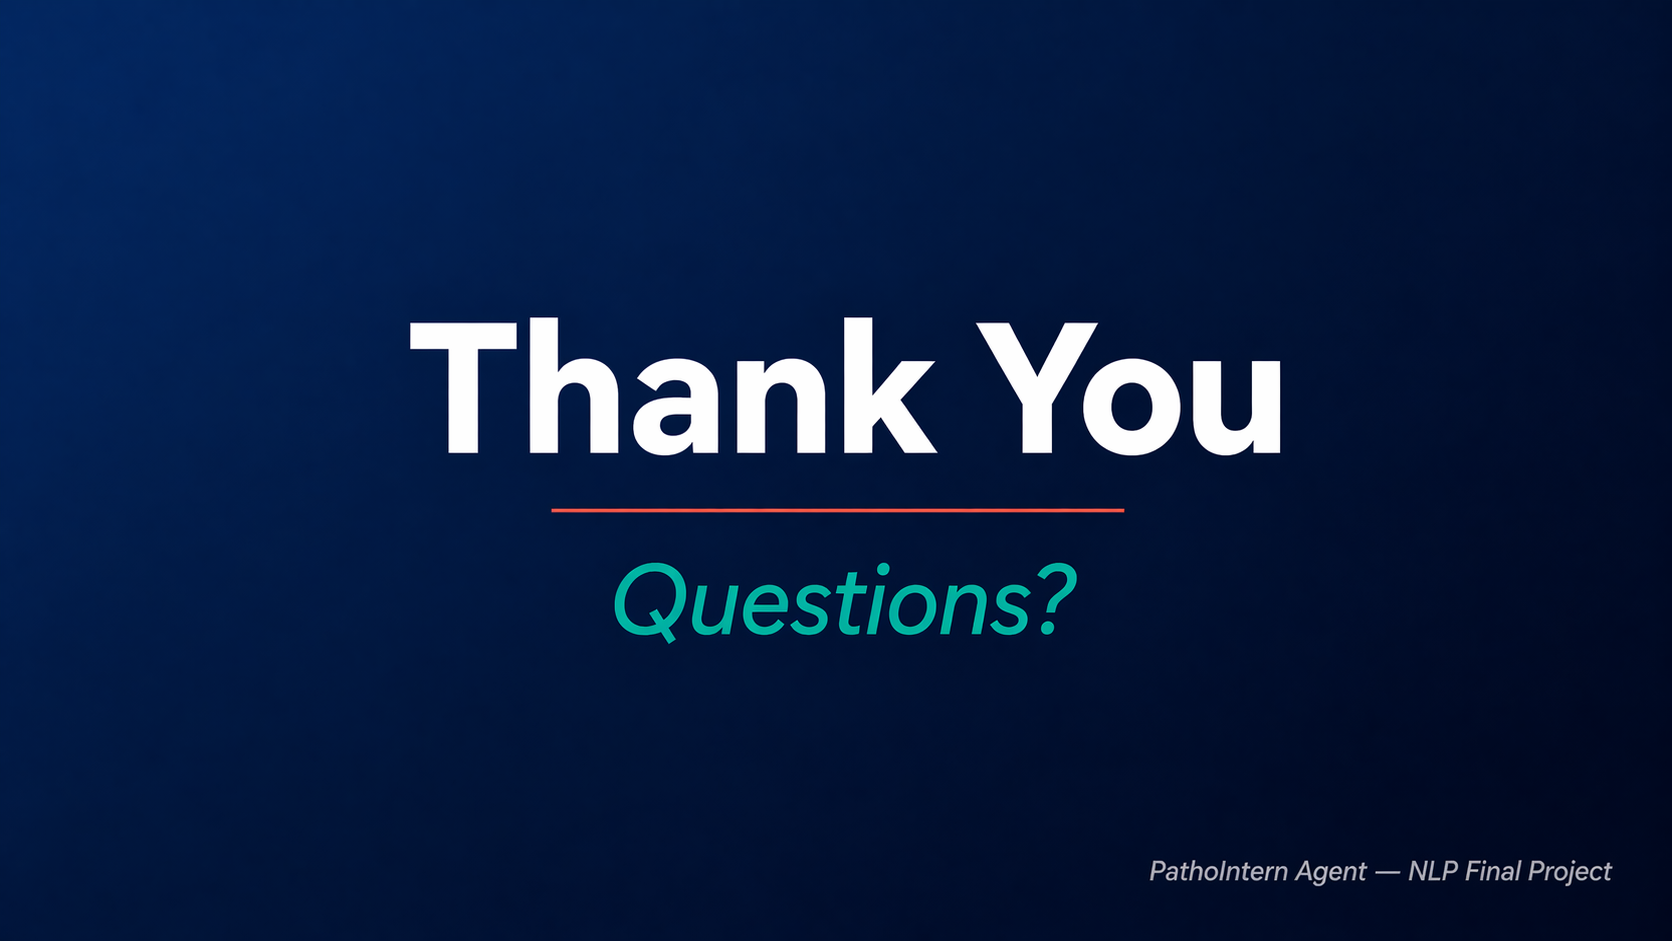 Thank You
Questions?
PathoIntern Agent — NLP Final Project